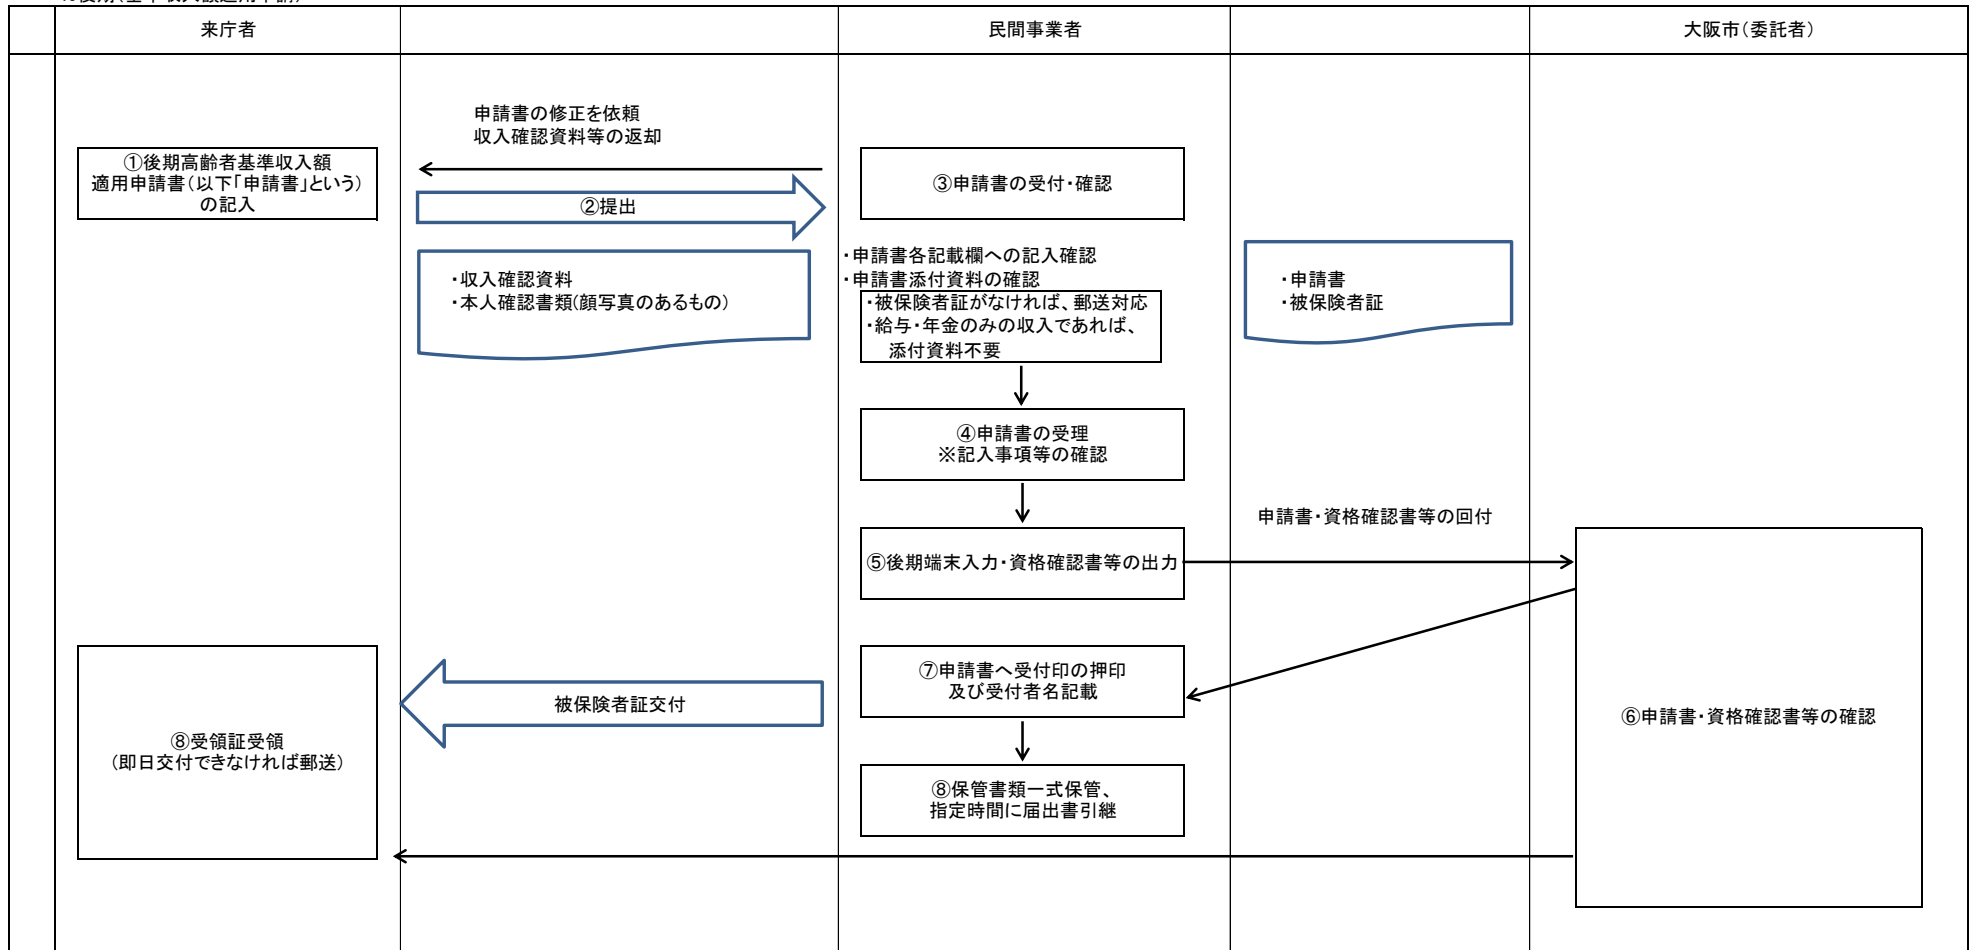 後期(基準収入額適用申請)
来庁者
民間事業者
大阪市(委託者)
申請書の修正を依頼
収入確認資料等の返却
①後期高齢者基準収入額
適用申請書(以下「申請書」という)
の記入
②提出
③申請書の受付・確認
・収入確認資料
・本人確認書類(顔写真のあるもの)
・申請書各記載欄への記入確認
・申請書添付資料の確認
・被保険者証がなければ、郵送対応
・給与・年金のみの収入であれば、
添付資料不要
・申請書
・被保険者証
④申請書の受理
※記入事項等の確認
申請書・資格確認書等の回付
⑤後期端末入力・資格確認書等の出力
⑥申請書・資格確認書等の確認
⑦申請書へ受付印の押印
及び受付者名記載
被保険者証交付
⑧受領証受領
(即日交付できなければ郵送)
⑧保管書類一式保管、
指定時間に届出書引継